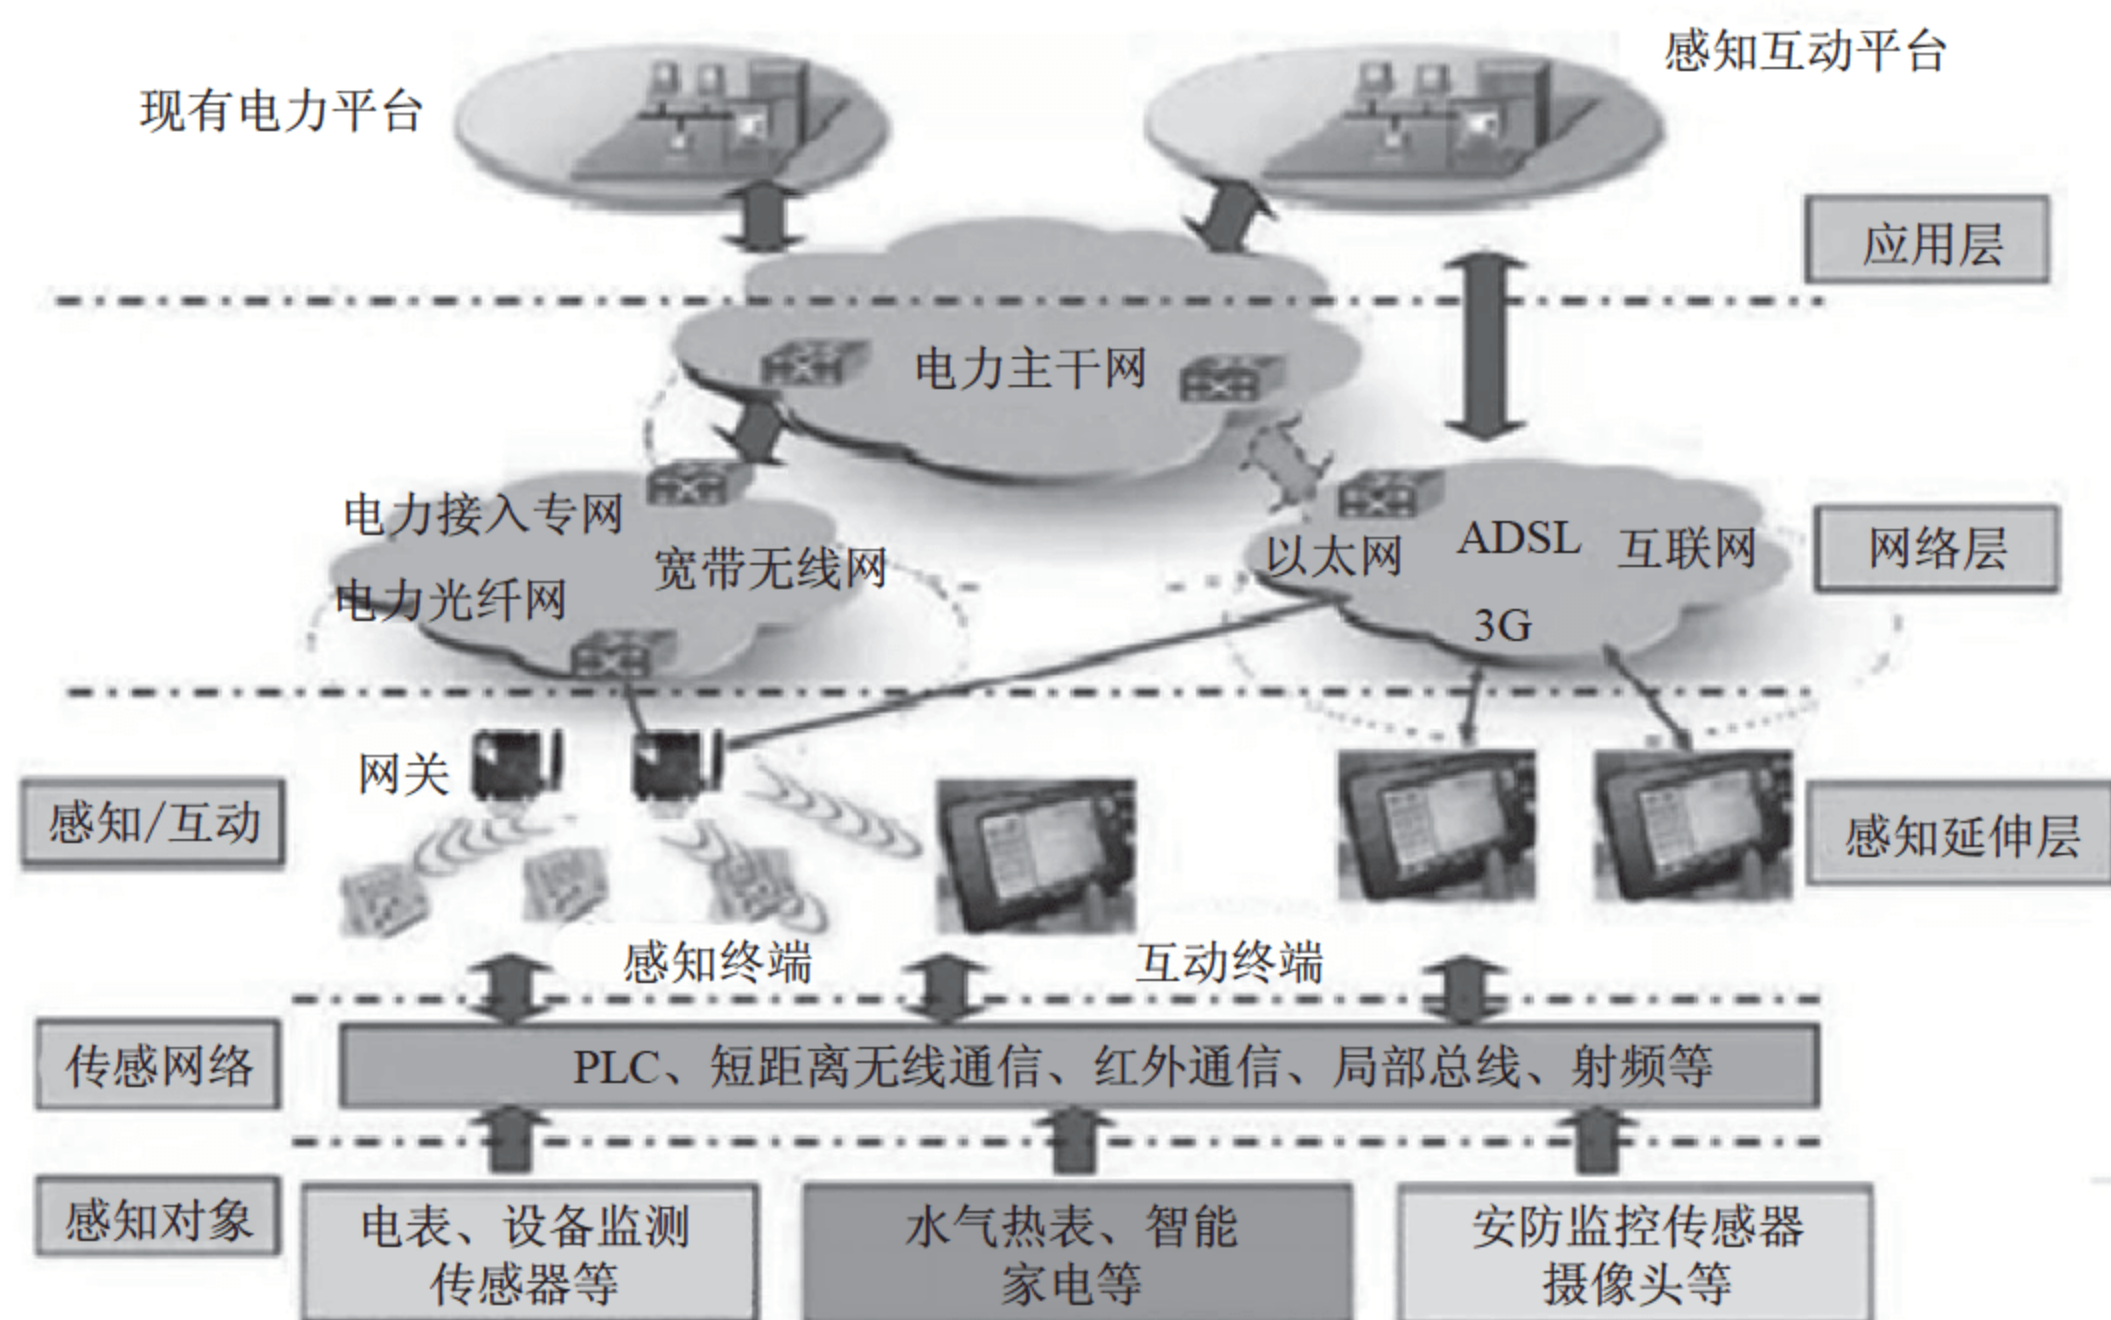 感知互动平台
现有电力平台
应用层
电力主干网
电力接入专网
宽带无线网
电力光纤网
以太网
ADSL
互联网
3G
网络层
网关
感知/互动
感知延伸层
感知终端
互动终端
传感网络
PLC、短距离无线通信、红外通信、局部总线、射频等
感知对象
电表、设备监测
传感器等
水气热表、智能
家电等
安防监控传感器
摄像头等